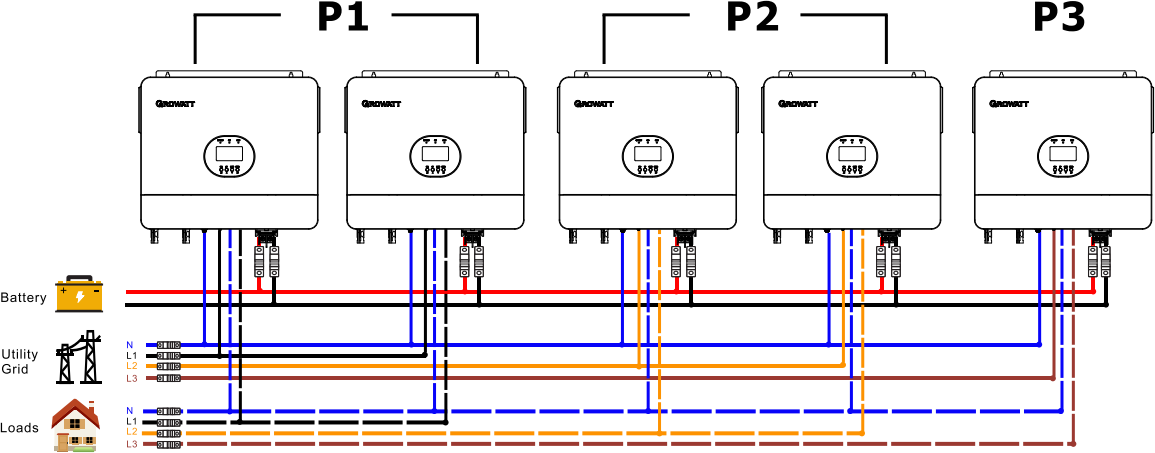 P1 P2 P3
GROWATT GROWATT GROWATT GROWATT GROWATT
Battery
+ -
Utility
Grid
N
L1
L2
L3
Loads
N
L1
L2
L3